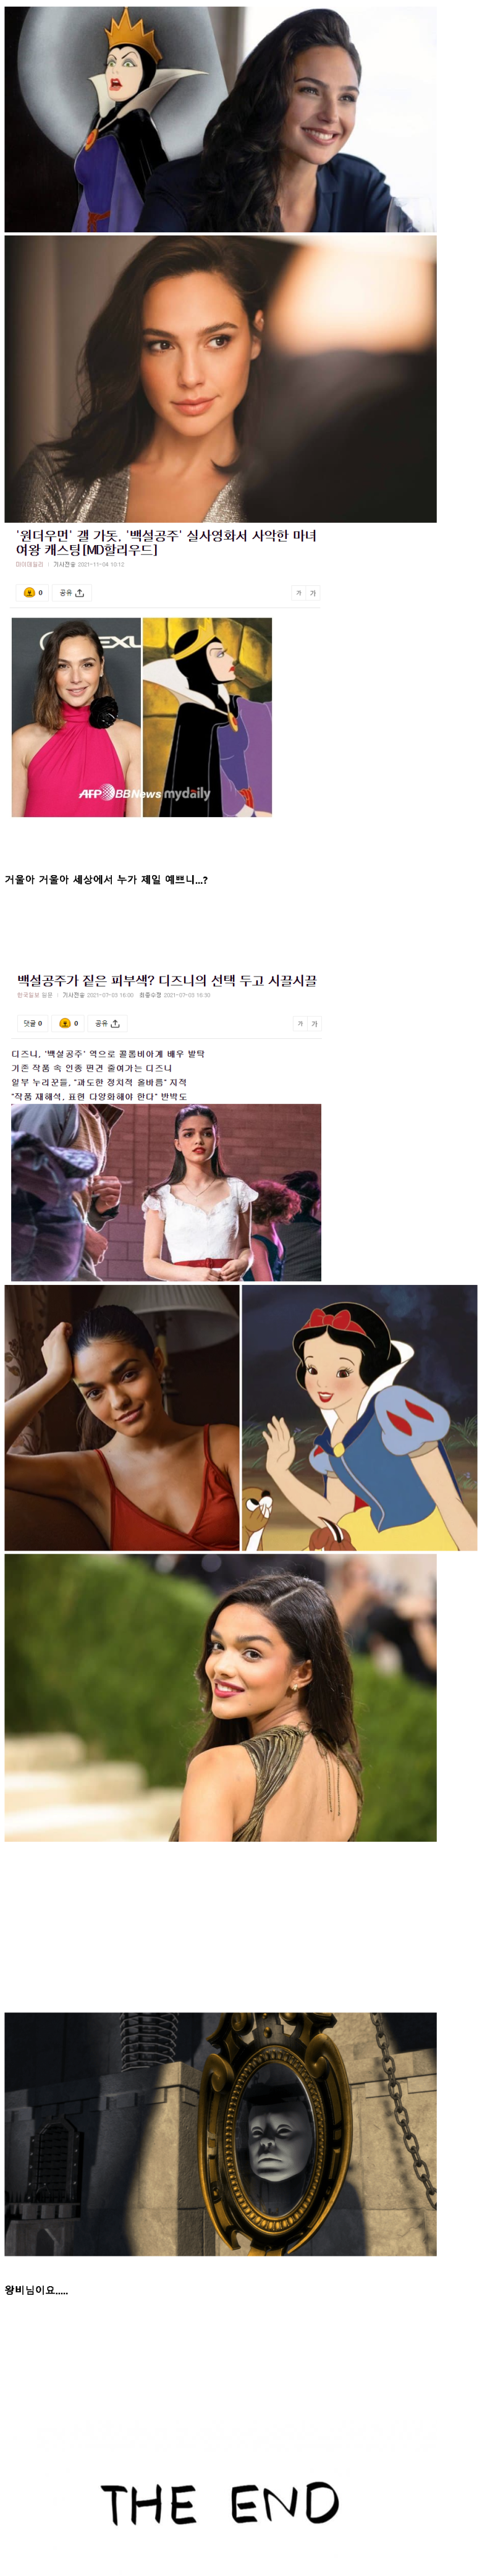 '원더우먼' 갤 가돗, '백설공주' 실사영화서 사악한 마녀
여왕 캐스팅[MD할리우드]
마이데일리 | 기사전송 2021-11-04 10:12
0 공유 가 가
EXU
AFP BBNews mydaily
거울아 거울아 세상에서 누가 제일 예쁘니...?
백설공주가 짙은 피부색? 디즈니의 선택 두고 시끌시끌
한국일보 원문 | 기사전송 2021-07-03 16:00 최종수정 2021-07-03 16:30
댓글 0 0 공유 가 가
디즈니, '백설공주' 역으로 콜롬비아계 배우 발탁
기존 작품 속 인종 편견 줄여가는 디즈니
일부 누리꾼들, "과도한 정치적 올바름" 지적
"작품 재해석, 표현 다양화해야 한다" 반박도
왕비님이요.....
THE END